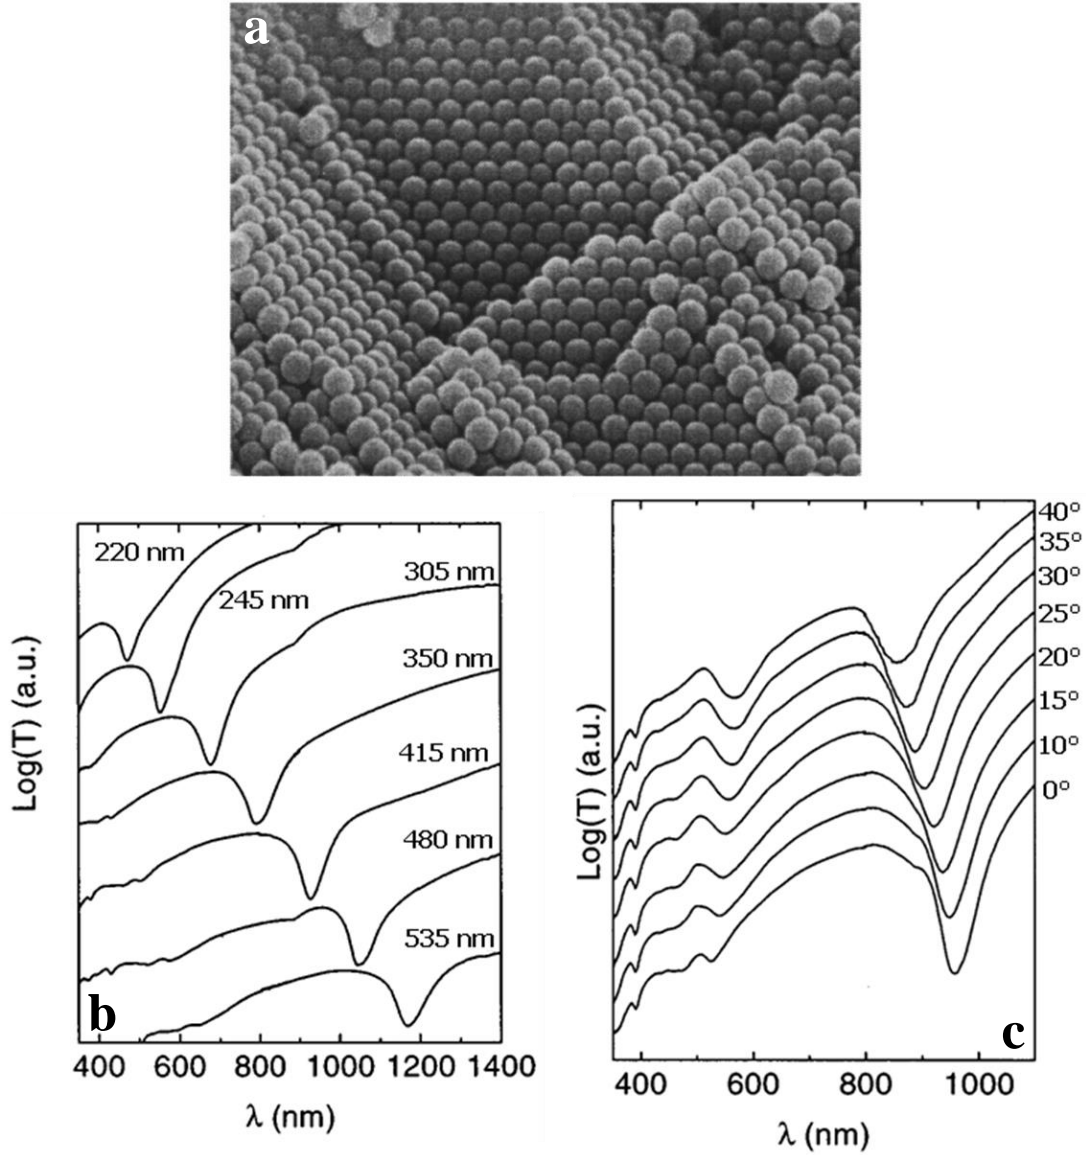 a
220 nm
245 nm
305 nm
350 nm
415 nm
480 nm
535 nm
b
Log(T) (a.u.)
400 600 800 1000 1200 1400
λ (nm)
40°
35°
30°
25°
20°
15°
10°
0°
c
Log(T) (a.u.)
400 600 800 1000
λ (nm)